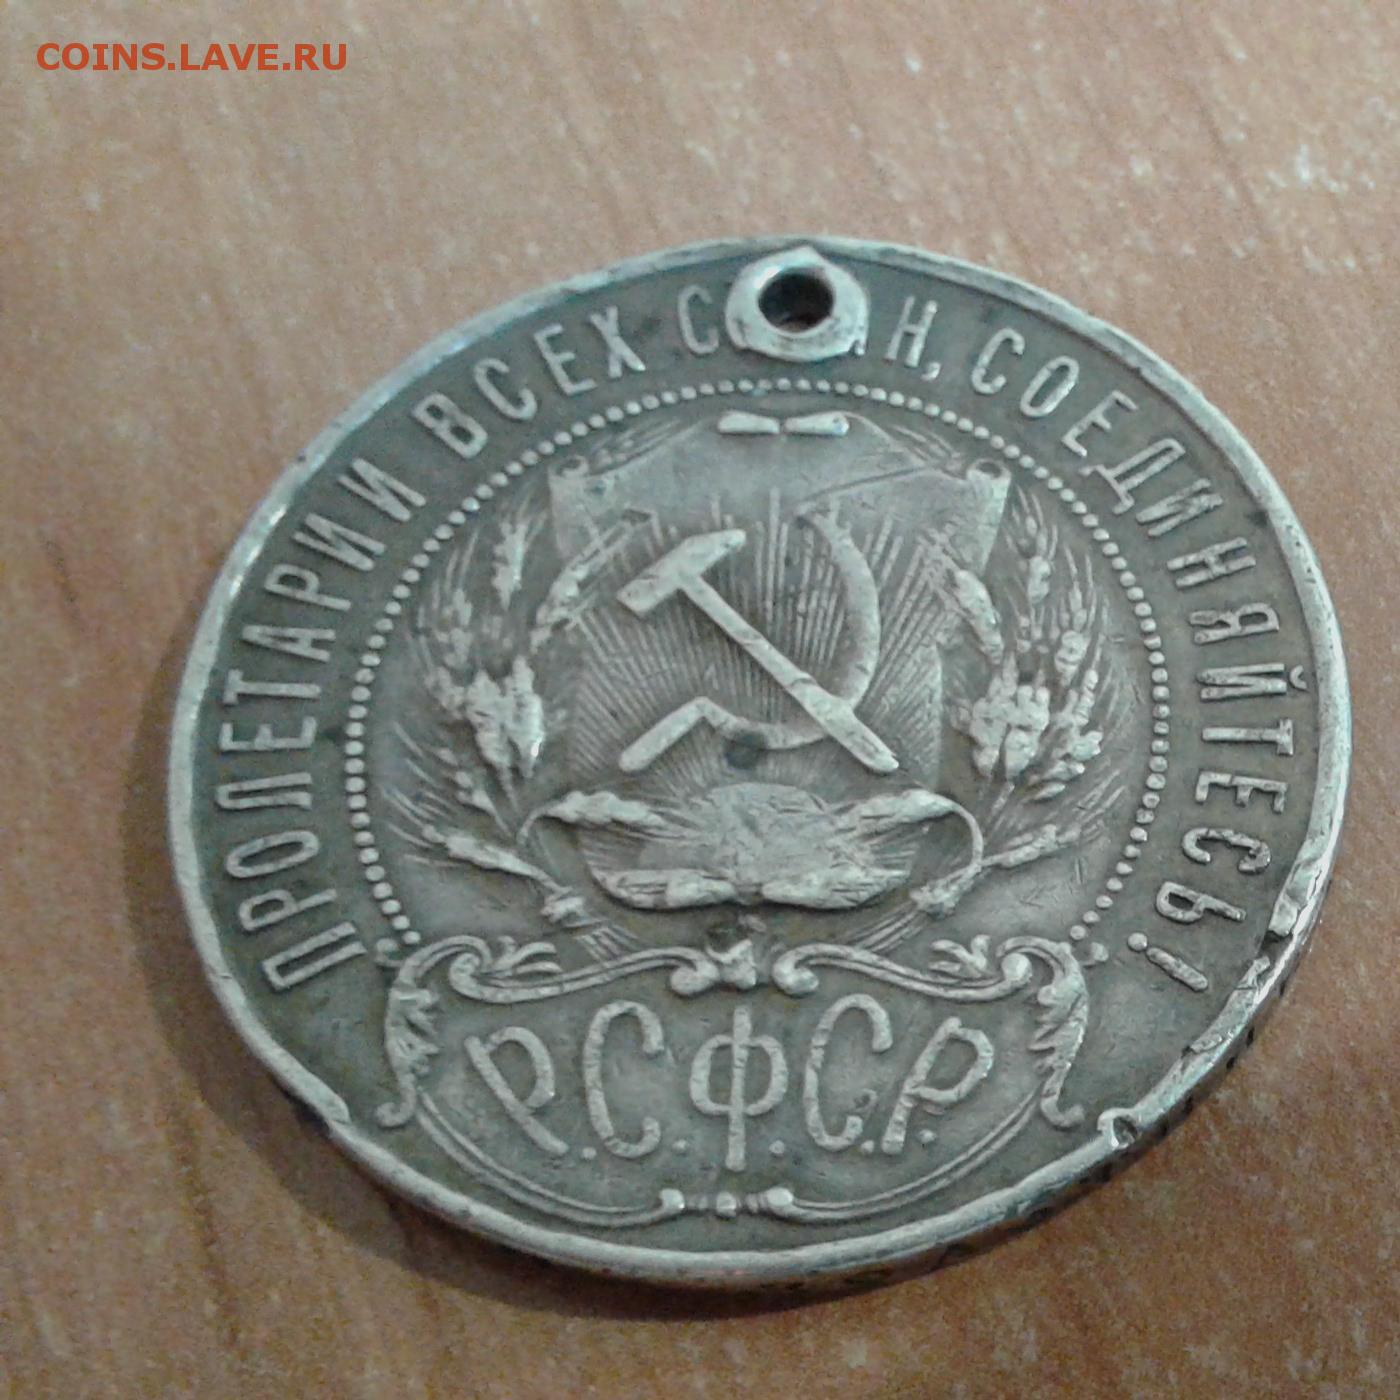 COINS.LAVE.RU
ПРОЛЕТАРИИ ВСЕХ С Н, СОЕДИНЯЙТЕСЬ!
Р.С.Ф.С.Р.